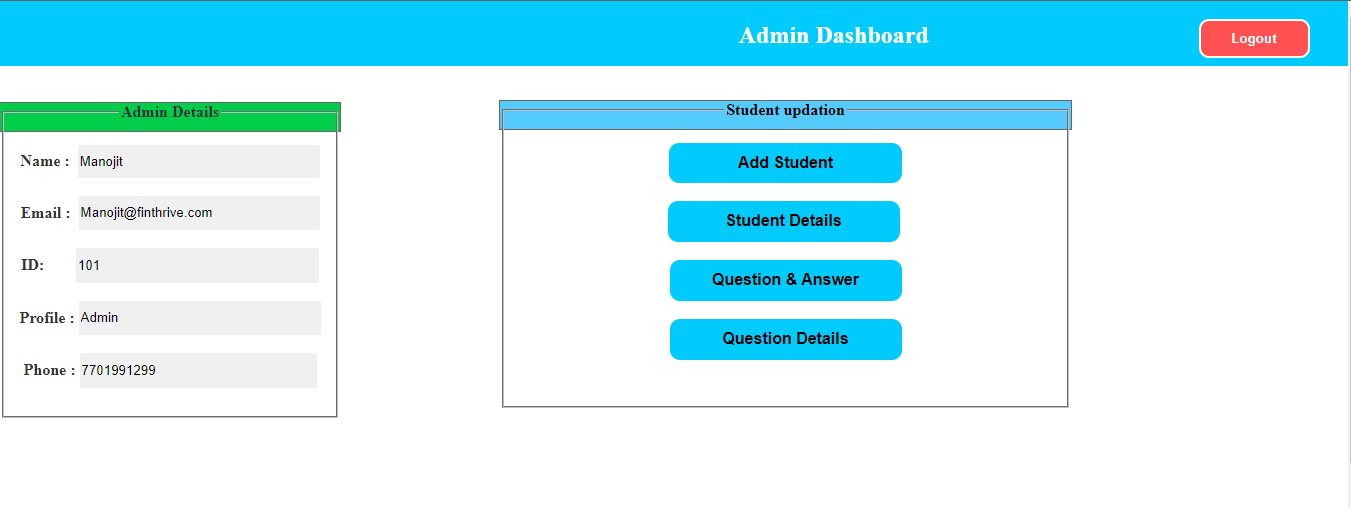 Admin Dashboard
Logout
Admin Details
Name : Manojit
Email : Manojit@finthrive.com
ID: 101
Profile : Admin
Phone : 7701991299
Student updation
Add Student
Student Details
Question & Answer
Question Details